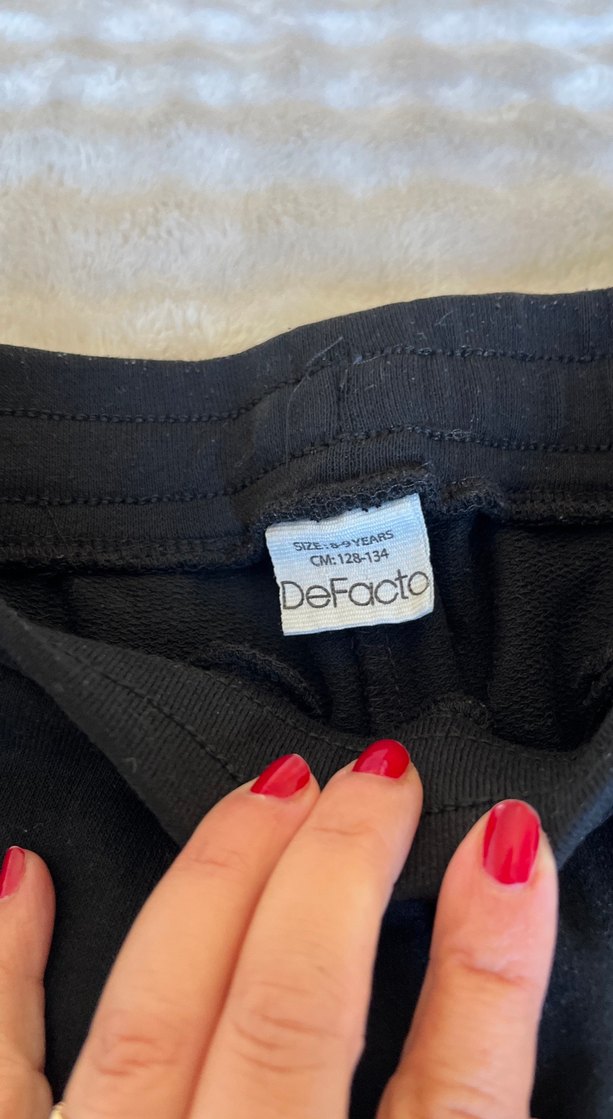 SIZE: 8-9 YEARS
CM: 128-134
DeFacto